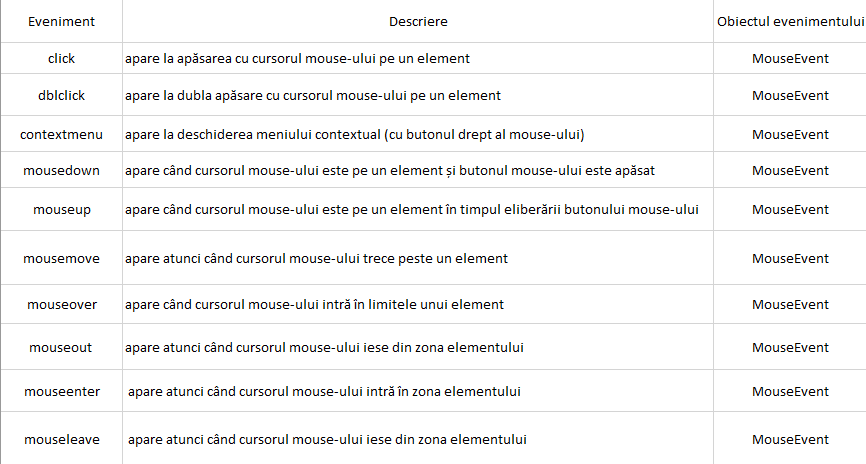 Eveniment Descriere Obiectul evenimentului
click apare la apăsarea cu cursorul mouse-ului pe un element MouseEvent
dblclick apare la dubla apăsare cu cursorul mouse-ului pe un element MouseEvent
contextmenu apare la deschiderea meniului contextual (cu butonul drept al mouse-ului) MouseEvent
mousedown apare când cursorul mouse-ului este pe un element și butonul mouse-ului este apăsat MouseEvent
mouseup apare când cursorul mouse-ului este pe un element în timpul eliberării butonului mouse-ului MouseEvent
mousemove apare atunci când cursorul mouse-ului trece peste un element MouseEvent
mouseover apare când cursorul mouse-ului intră în limitele unui element MouseEvent
mouseout apare atunci când cursorul mouse-ului iese din zona elementului MouseEvent
mouseenter apare atunci când cursorul mouse-ului intră în zona elementului MouseEvent
mouseleave apare atunci când cursorul mouse-ului iese din zona elementului MouseEvent